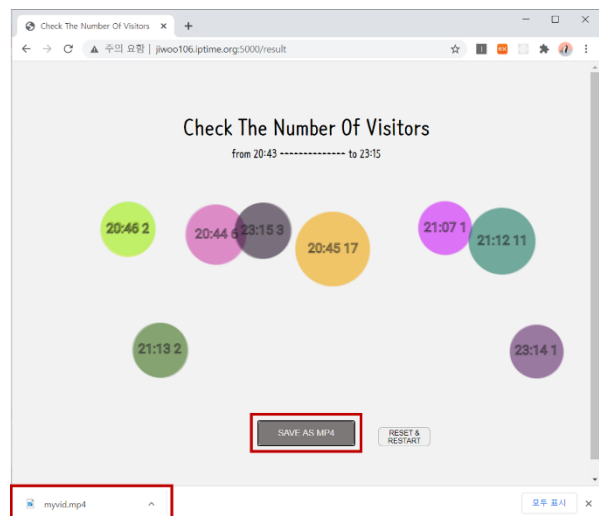 Check The Number Of Visitors
주의 요함 | jiwoo106.iptime.org:5000/result
Check The Number Of Visitors
from 20:43 -------------- to 23:15
20:46 2
20:44 6
23:15 3
20:45 17
21:07 1
21:12 11
21:13 2
23:14 1
SAVE AS MP4
RESET &
RESTART
myvid.mp4
모두 표시